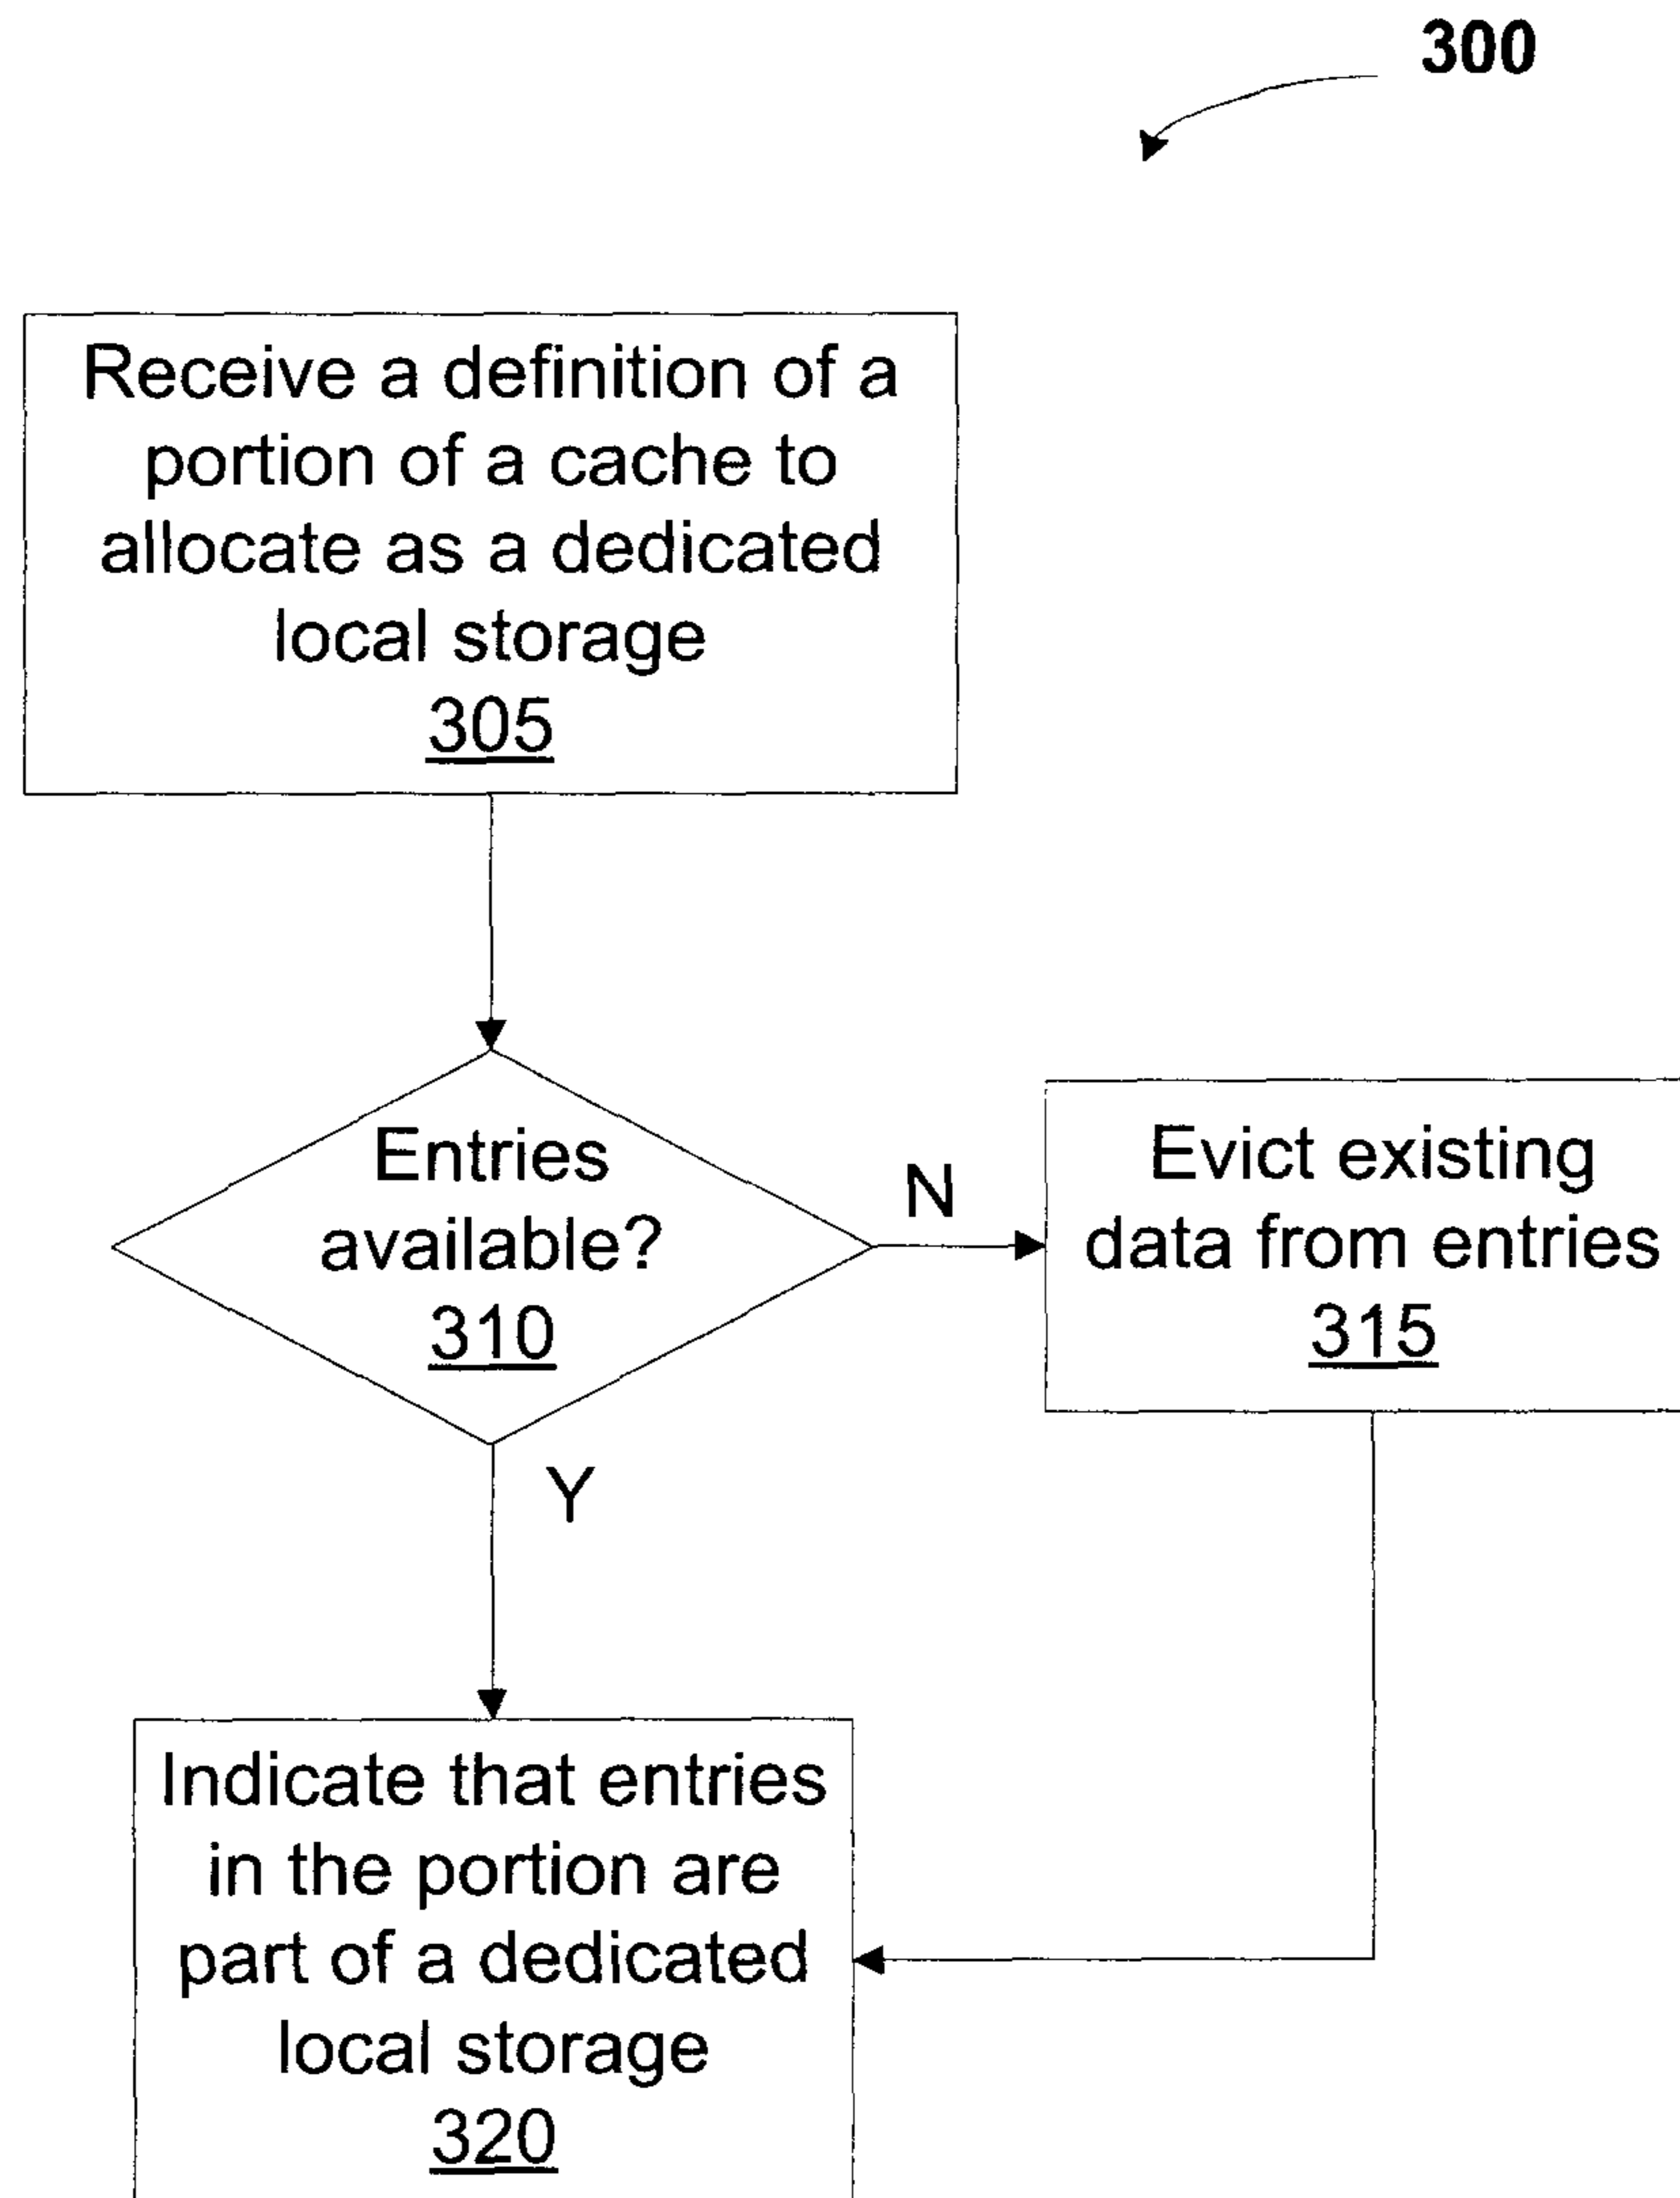 300
Receive a definition of a
portion of a cache to
allocate as a dedicated
local storage
305
Entries
available?
310
N
Evict existing
data from entries
315
Y
Indicate that entries
in the portion are
part of a dedicated
local storage
320